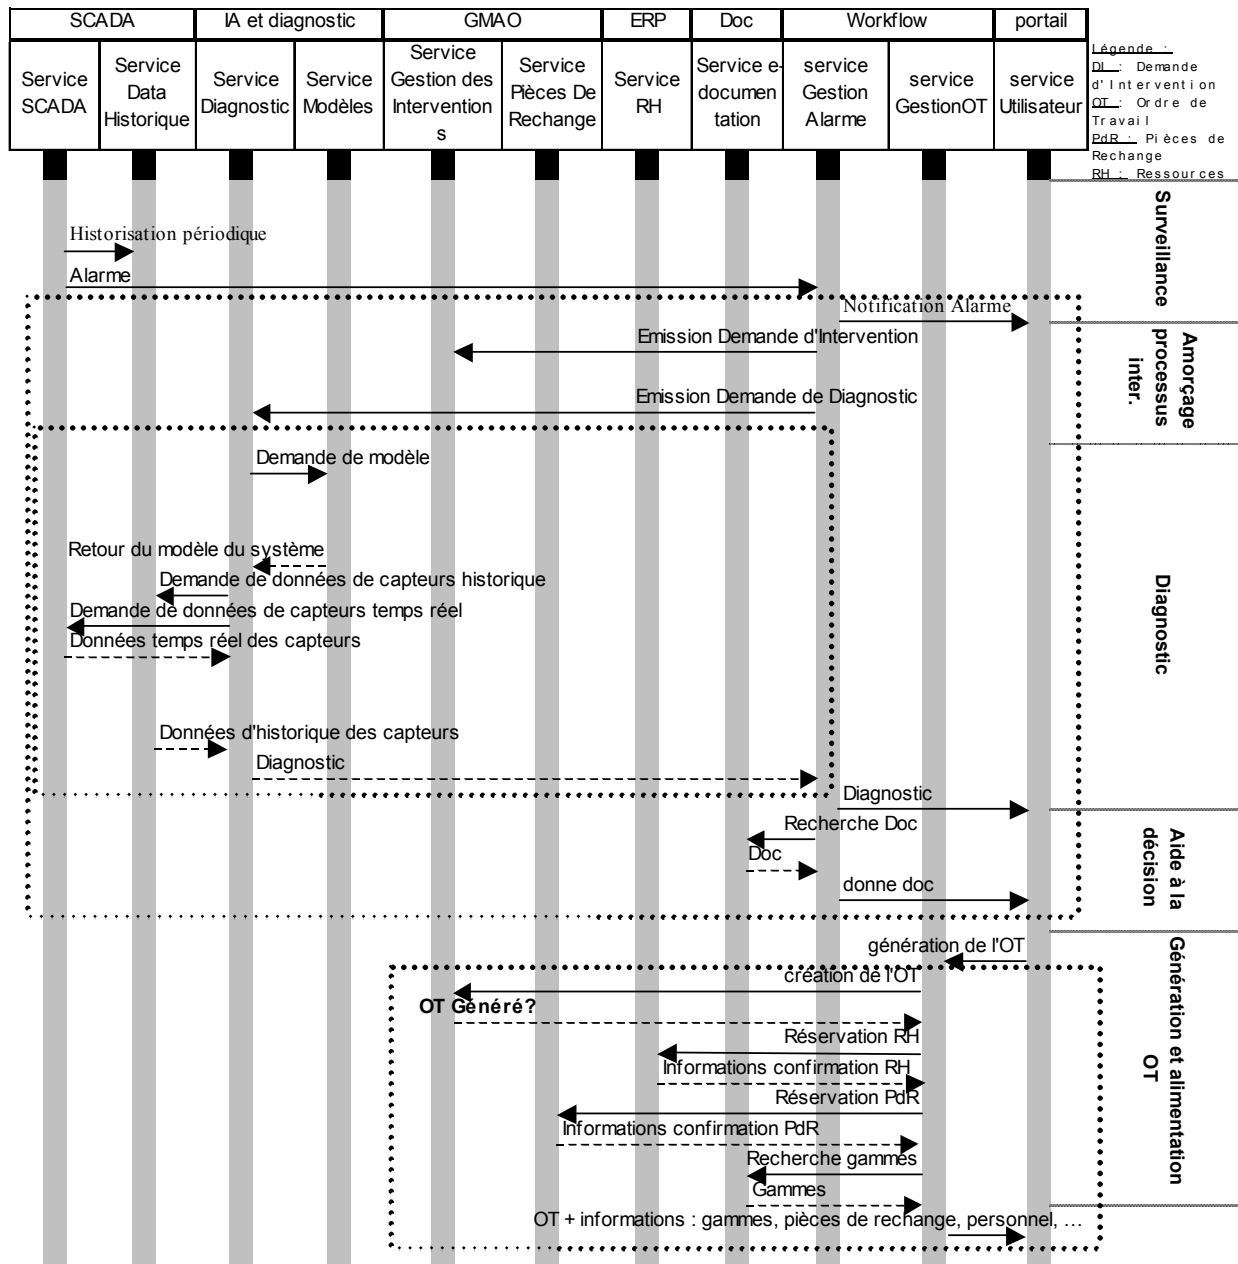 SCADA IA et diagnostic GMAO ERP Doc Workflow portail
Service SCADA
Service Data Historique
Service Diagnostic
Service Modèles
Service
Gestion des
Intervention
s
Service Pièces De Rechange
Service RH
Service e-
documen
tation
service Gestion Alarme
service GestionOT
service Utilisateur
Légende :
DI : Demande
d'Intervention
OT : Ordre de
Travail
PdR : Pièces de
Rechange
RH : Ressources
Surveillance
Historisation périodique
Alarme
Notification Alarme
Amorçage
processus
inter.
Emission Demande d'Intervention
Emission Demande de Diagnostic
Diagnostic
Demande de modèle
Retour du modèle du système
Demande de données de capteurs historique
Demande de données de capteurs temps réel
Données temps réel des capteurs
Données d'historique des capteurs
Diagnostic
Diagnostic
Aide à la
décision
Recherche Doc
Doc
donne doc
Génération et alimentation
OT
génération de l'OT
création de l'OT
OT Généré?
Réservation RH
Informations confirmation RH
Réservation PdR
Informations confirmation PdR
Recherche gammes
Gammes
OT + informations : gammes, pièces de rechange, personnel, …